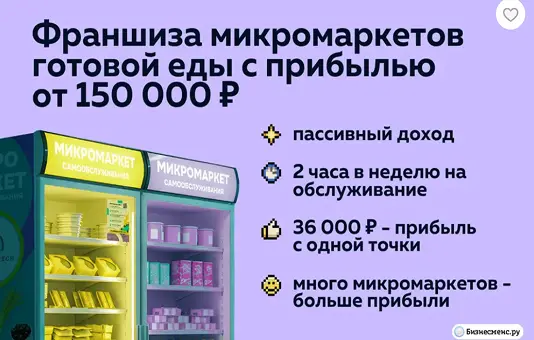 Франшиза микромаркетов
готовой еды с прибылью
от 150 000 ₽
пассивный доход
2 часа в неделю на
обслуживание
36 000 ₽ - прибыль
с одной точки
много микромаркетов -
больше прибыли
МИКРОМАРКЕТ
САМООБСЛУЖИВАНИЯ
МИКРОМАРКЕТ
САМООБСЛУЖИВАНИЯ
Бизнесменс.ру